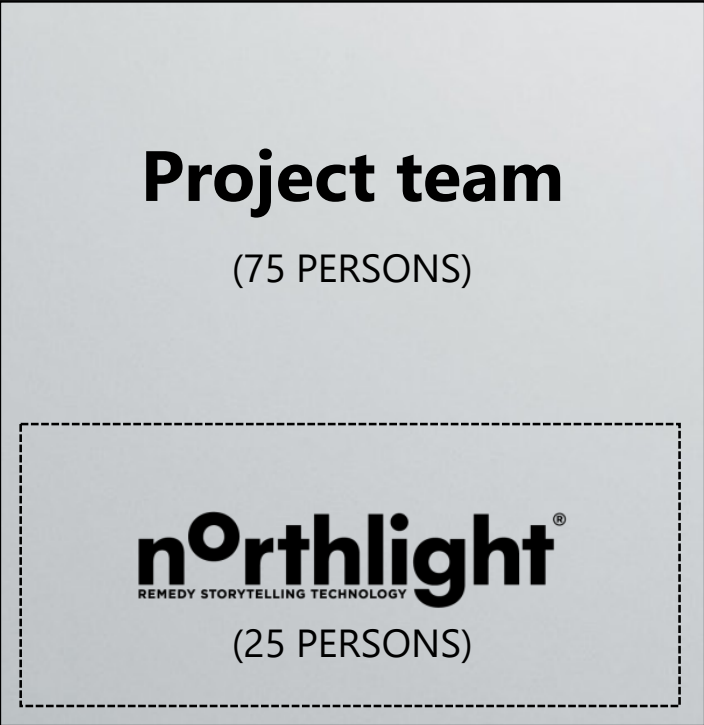 Project team
(75 PERSONS)
northlight®
REMEDY STORYTELLING TECHNOLOGY
(25 PERSONS)